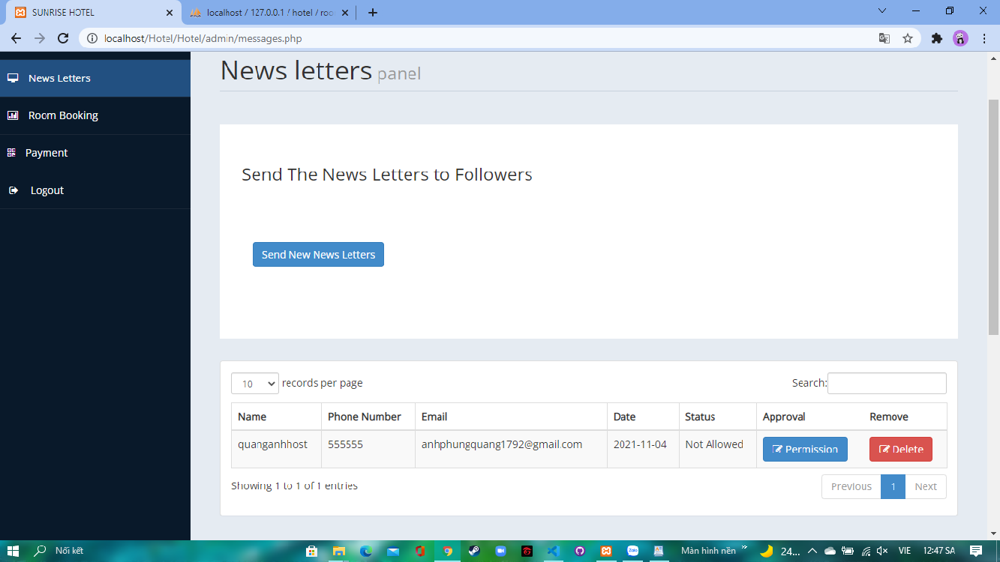 SUNRISE HOTEL
localhost / 127.0.0.1 / hotel / roo
localhost/Hotel/Hotel/admin/messages.php
News Letters
Room Booking
Payment
Logout
News letters panel
Send The News Letters to Followers
Send New News Letters
10 records per page
Search:
Name Phone Number Email Date Status Approval Remove
quanganhhost 555555 anhphungquang1792@gmail.com 2021-11-04 Not Allowed Permission Delete
Showing 1 to 1 of 1 entries
Previous 1 Next
Nối kết Zalo Màn hình nền » 24... VIE 12:47 SA